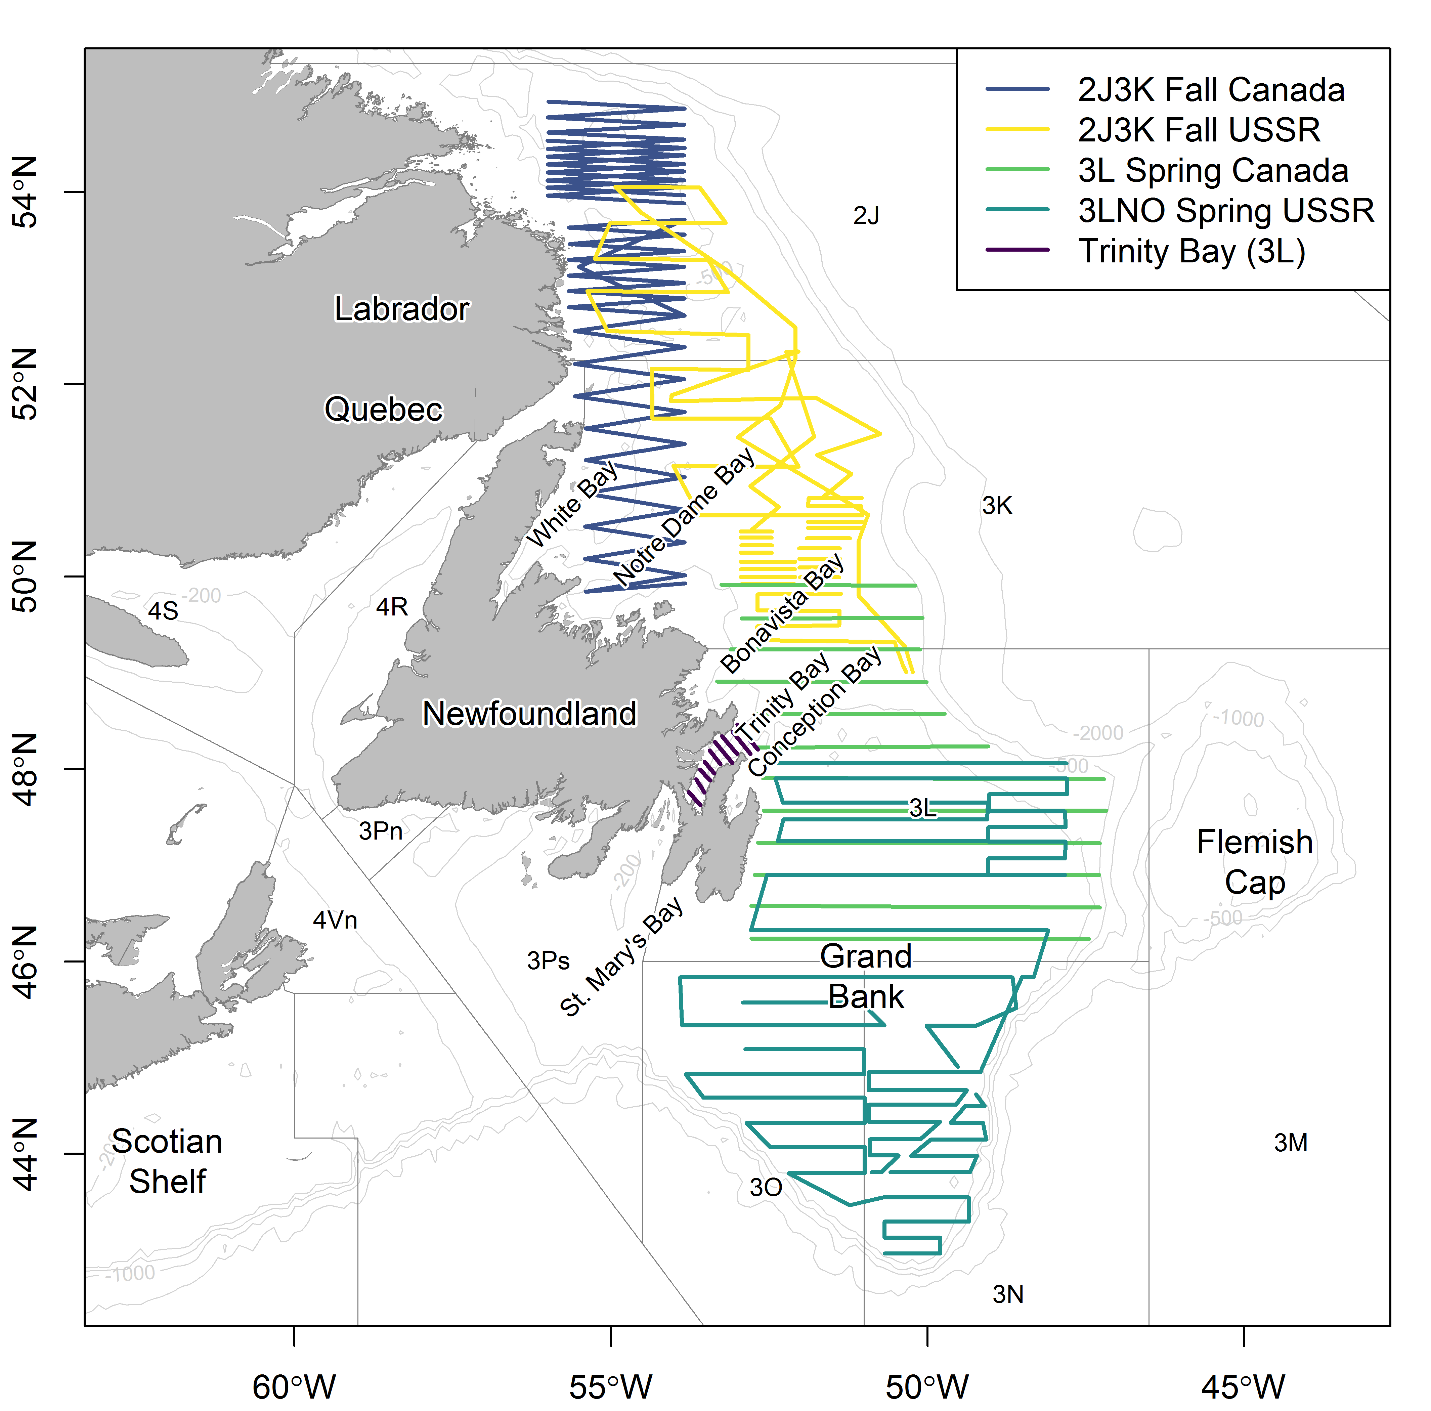 2J3K Fall Canada
2J3K Fall USSR
3L Spring Canada
3LNO Spring USSR
Trinity Bay (3L)
54°N
52°N
50°N
48°N
46°N
44°N
2J
-500
Labrador
Quebec
White Bay
Notre Dame Bay
3K
-200
4S
4R
Bonavista Bay
Trinity Bay
Conception Bay
Newfoundland
-2000
-1000
-500
3L
3Pn
Flemish
Cap
-200
-500
4Vn
St. Mary's Bay
3Ps
Grand
Bank
Scotian
Shelf
-200
3M
3O
-1000
3N
60°W
55°W
50°W
45°W